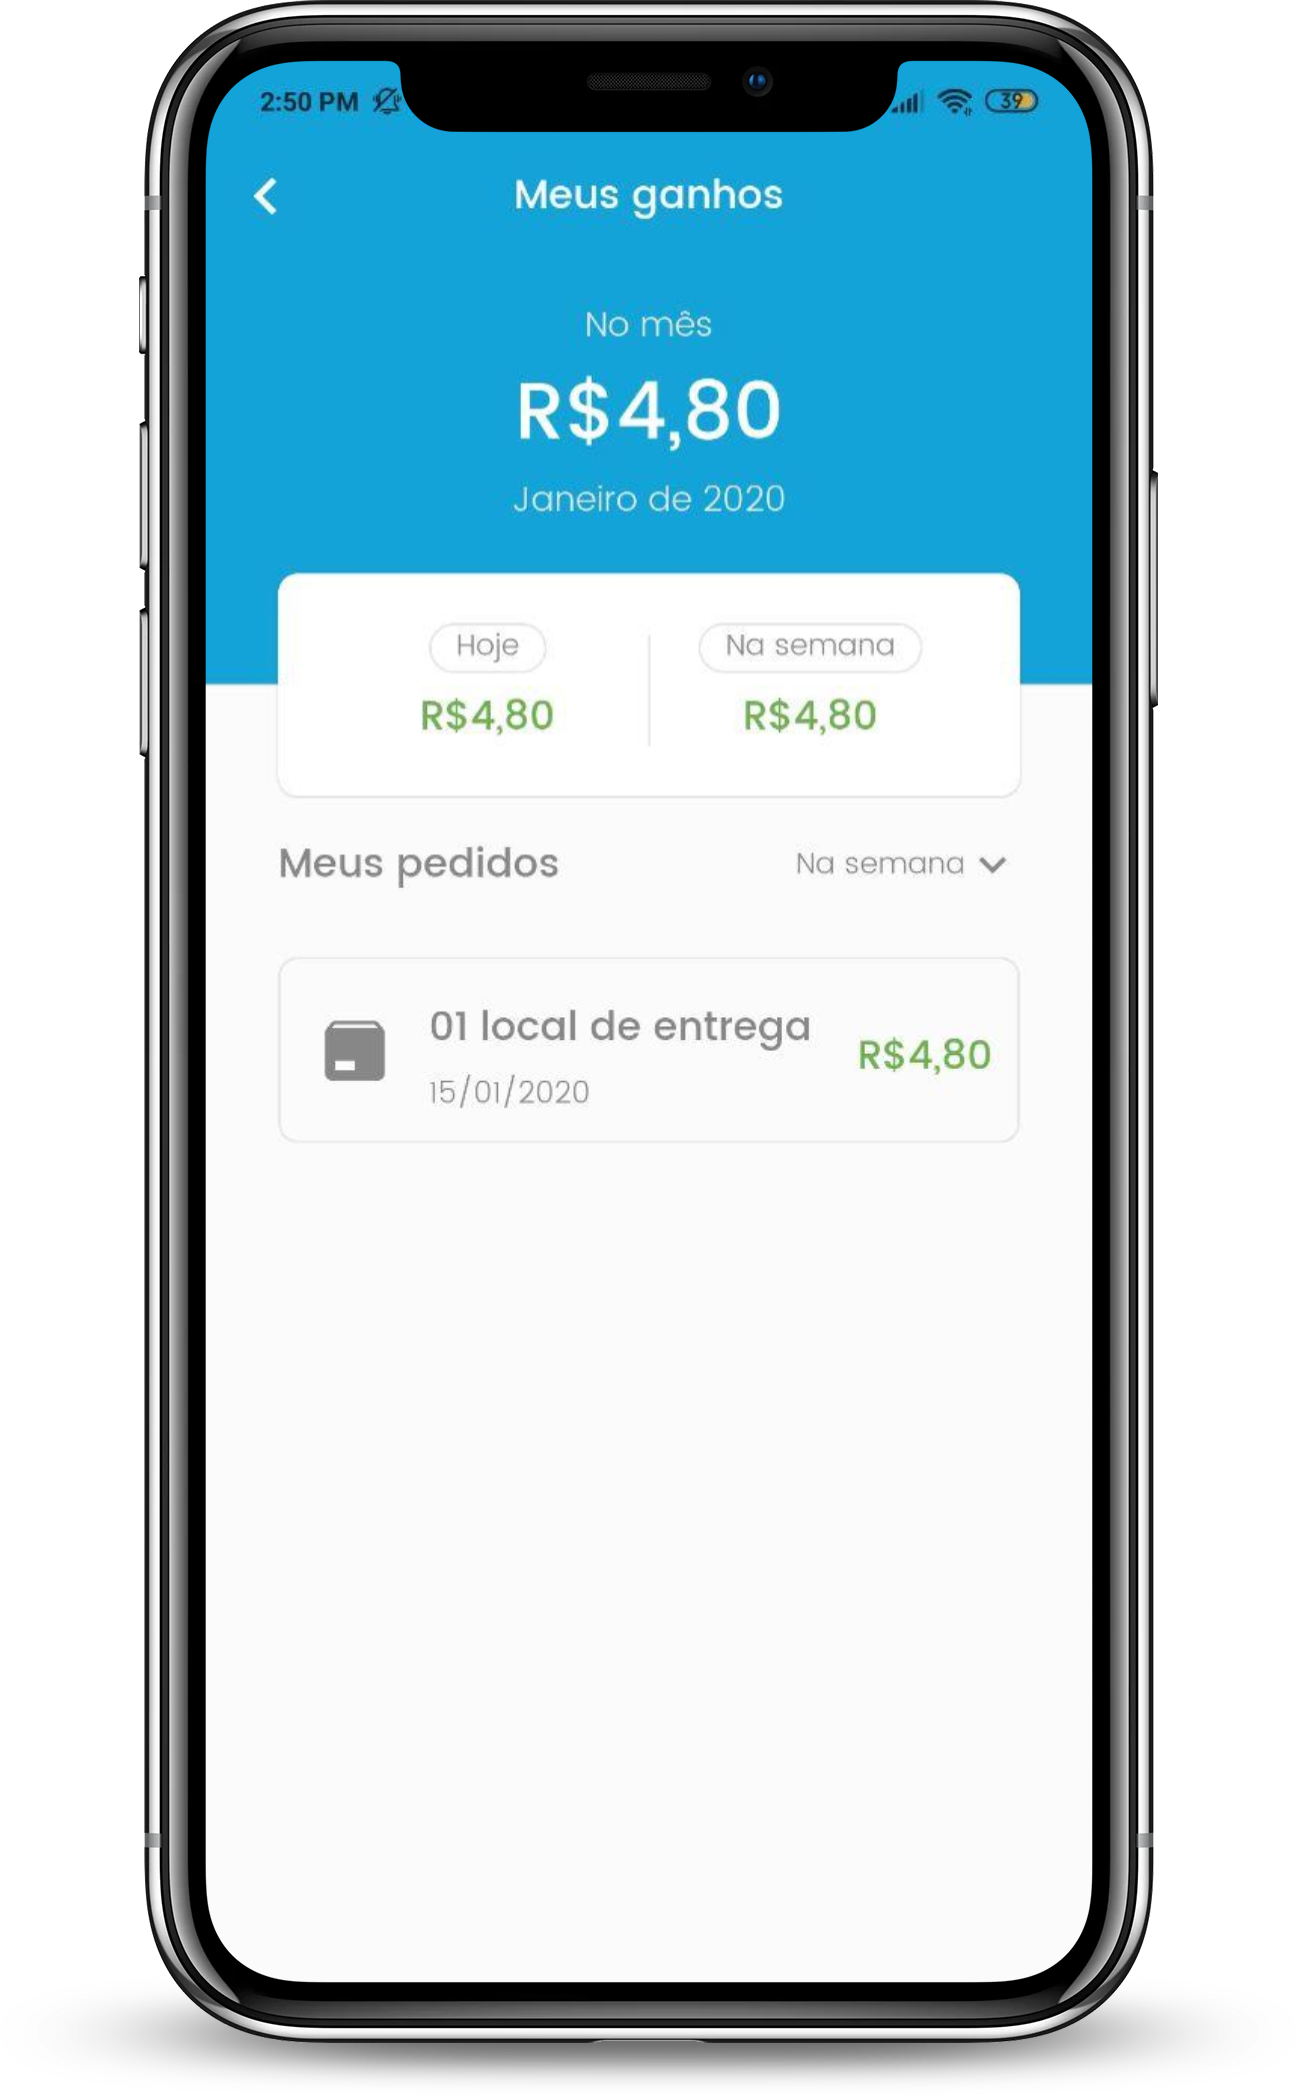 2:50 PM
39
Meus ganhos
No mês
R$4,80
Janeiro de 2020
Hoje
Na semana
R$4,80
R$4,80
Meus pedidos
Na semana
01 local de entrega
R$4,80
15/01/2020